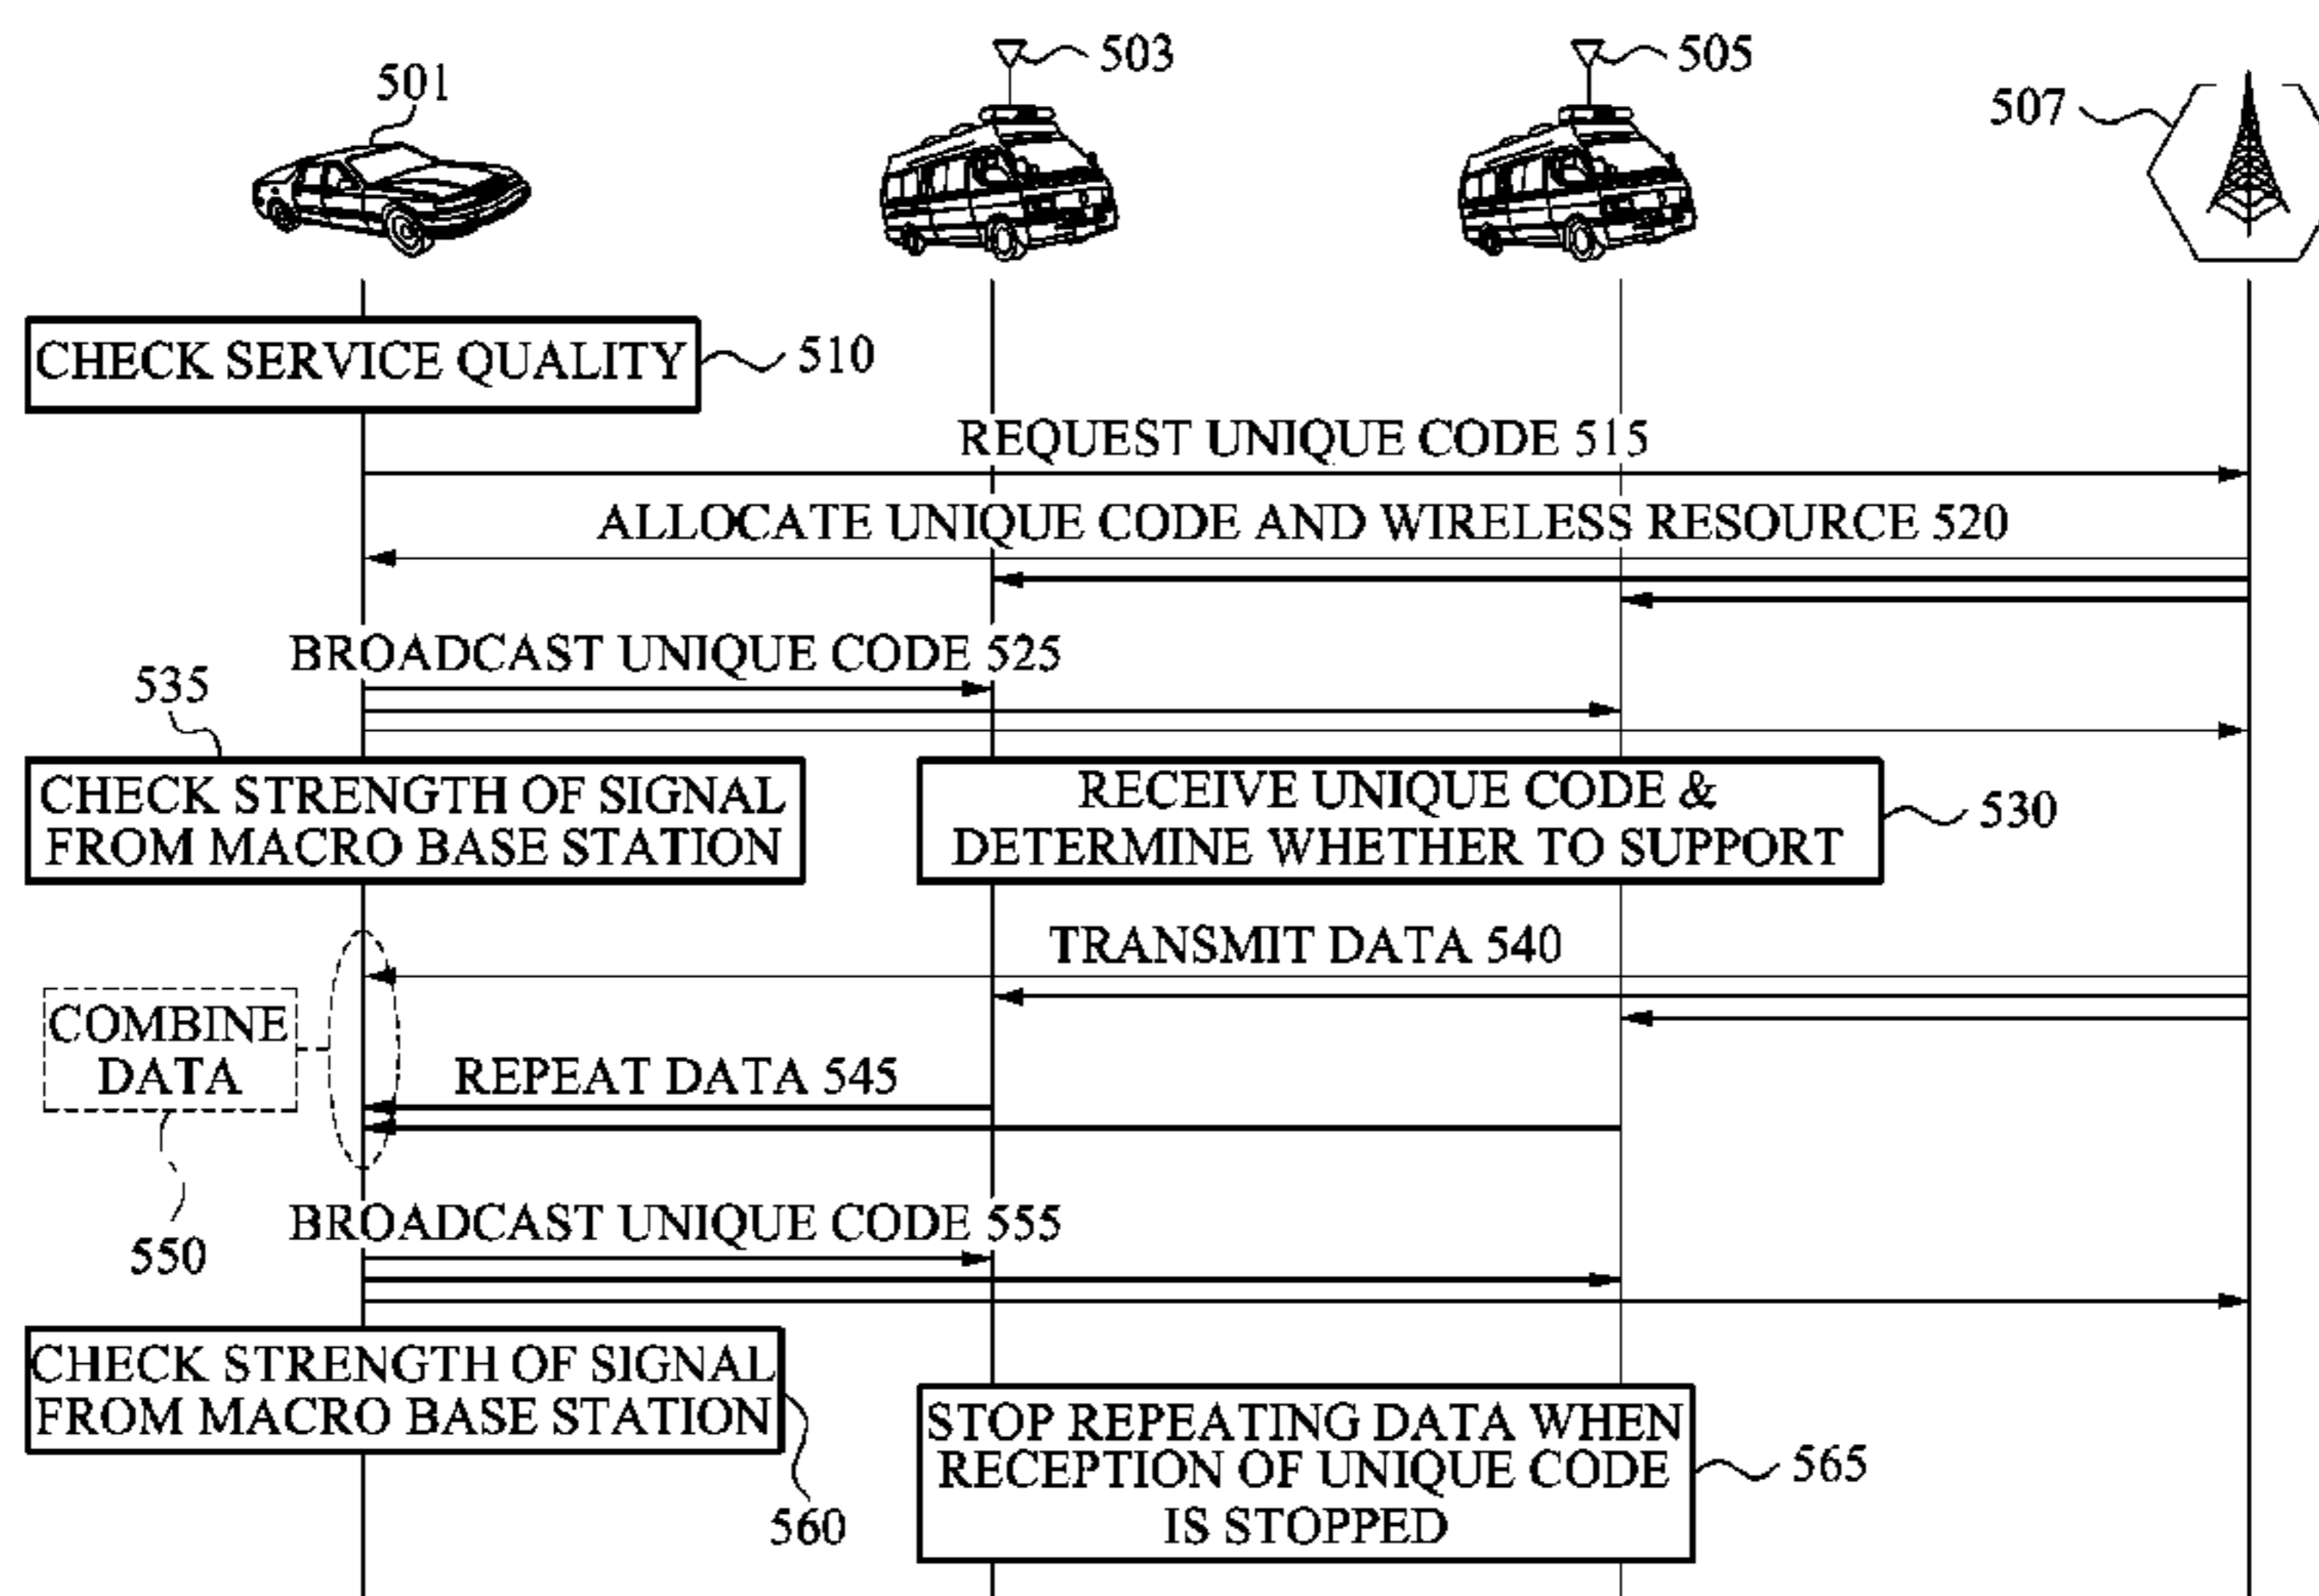 501
503
505
507
CHECK SERVICE QUALITY
510
REQUEST UNIQUE CODE 515
ALLOCATE UNIQUE CODE AND WIRELESS RESOURCE 520
BROADCAST UNIQUE CODE 525
535
CHECK STRENGTH OF SIGNAL
FROM MACRO BASE STATION
RECEIVE UNIQUE CODE &
DETERMINE WHETHER TO SUPPORT
530
TRANSMIT DATA 540
COMBINE
DATA
550
REPEAT DATA 545
BROADCAST UNIQUE CODE 555
CHECK STRENGTH OF SIGNAL
FROM MACRO BASE STATION
560
STOP REPEATING DATA WHEN
RECEPTION OF UNIQUE CODE
IS STOPPED
565